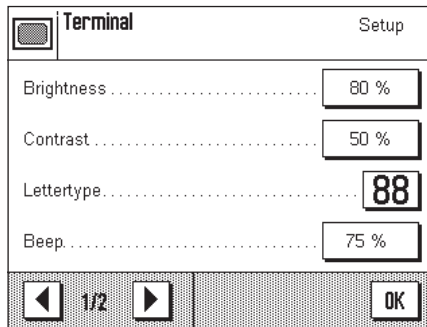 Terminal Setup
Brightness ........................... 80 %
Contrast ............................. 50 %
Lettertype ............................... 88
Beep ................................. 75 %
1/2 OK